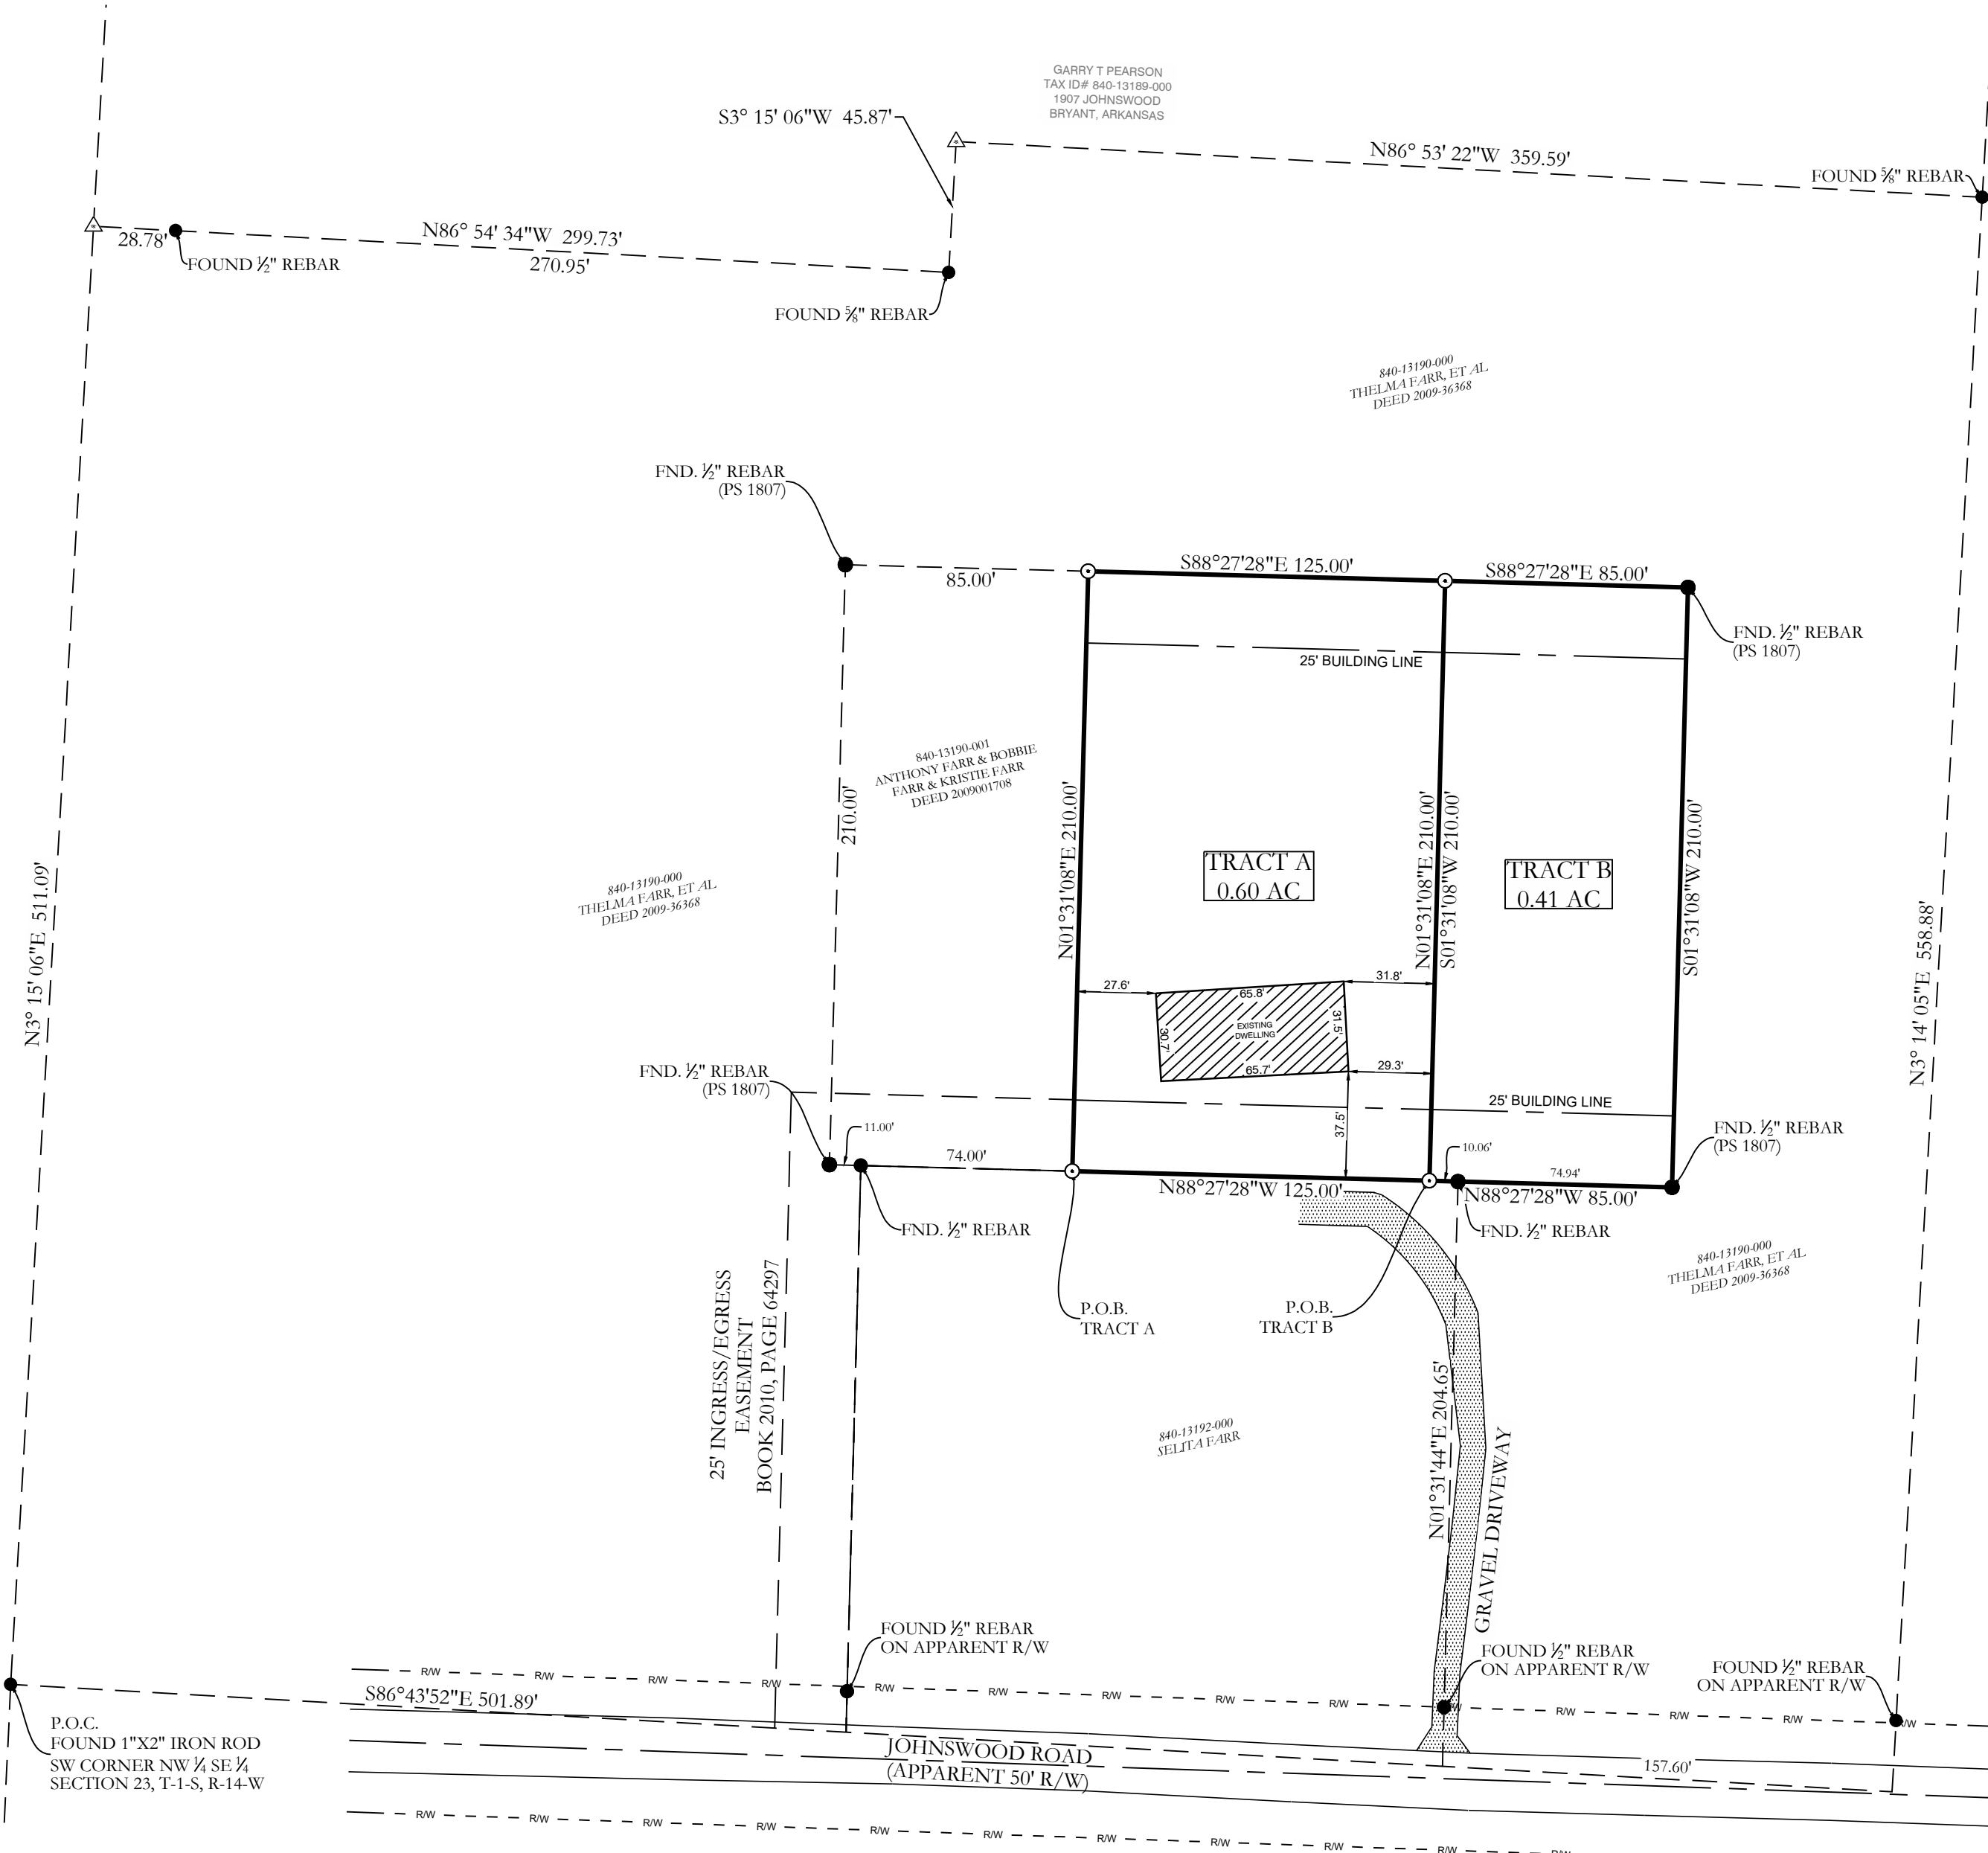 GARRY T PEARSON
TAX ID# 840-13189-000
1907 JOHNSWOOD
BRYANT, ARKANSAS
S3° 15' 06"W 45.87'
N86° 53' 22"W 359.59'
FOUND ⅝" REBAR
28.78'
N86° 54' 34"W 299.73'
270.95'
FOUND ½" REBAR
FOUND ⅝" REBAR
840-13190-000
THELMA FARR, ET AL
DEED 2009-36368
FND. ½" REBAR
(PS 1807)
85.00'
S88°27'28"E 125.00'
S88°27'28"E 85.00'
FND. ½" REBAR
(PS 1807)
25' BUILDING LINE
840-13190-001
ANTHONY FARR & BOBBIE
FARR & KRISTIE FARR
DEED 2009001708
210.00'
N01°31'08"E 210.00'
N01°31'08"E 210.00'
S01°31'08"W 210.00'
S01°31'08"W 210.00'
TRACT A
0.60 AC
TRACT B
0.41 AC
840-13190-000
THELMA FARR, ET AL
DEED 2009-36368
N3° 15' 06"E 511.09'
N3° 14' 05"E 558.88'
27.6'
65.8'
31.8'
30.7'
EXISTING
DWELLING
31.5'
65.7'
29.3'
37.5'
25' BUILDING LINE
FND. ½" REBAR
(PS 1807)
11.00'
74.00'
N88°27'28"W 125.00'
10.06'
74.94'
N88°27'28"W 85.00'
FND. ½" REBAR
(PS 1807)
FND. ½" REBAR
FND. ½" REBAR
840-13190-000
THELMA FARR, ET AL
DEED 2009-36368
P.O.B.
TRACT A
P.O.B.
TRACT B
25' INGRESS/EGRESS
EASEMENT
BOOK 2010, PAGE 64297
840-13192-000
SELITA FARR
N01°31'44"E 204.65'
GRAVEL DRIVEWAY
FOUND ½" REBAR
ON APPARENT R/W
FOUND ½" REBAR
ON APPARENT R/W
FOUND ½" REBAR
ON APPARENT R/W
R/W R/W R/W R/W R/W R/W R/W R/W R/W R/W R/W R/W R/W R/W
S86°43'52"E 501.89'
P.O.C.
FOUND 1"X2" IRON ROD
SW CORNER NW ¼ SE ¼
SECTION 23, T-1-S, R-14-W
JOHNSWOOD ROAD
(APPARENT 50' R/W)
157.60'
R/W R/W R/W R/W R/W R/W R/W R/W R/W R/W R/W